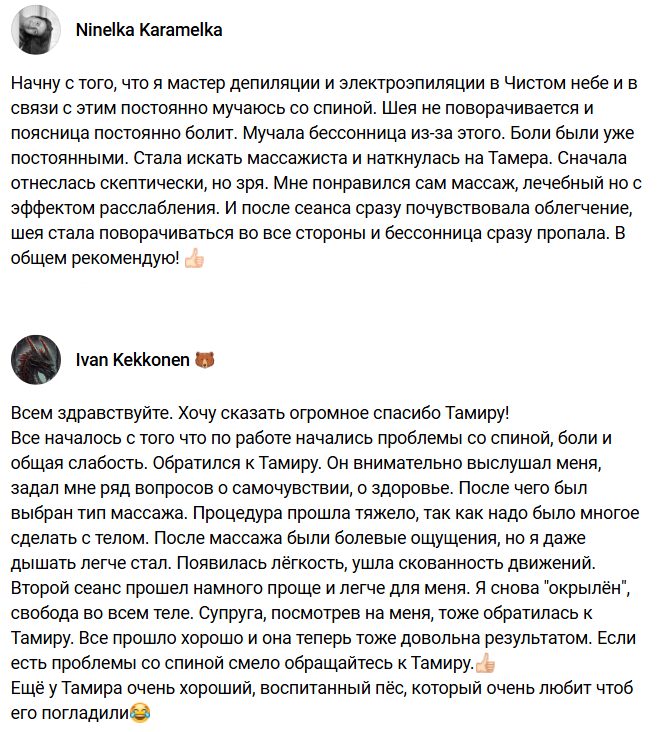 Ninelka Karamelka
Начну с того, что я мастер депиляции и электроэпиляции в Чистом небе и в
связи с этим постоянно мучаюсь со спиной. Шея не поворачивается и
поясница постоянно болит. Мучала бессонница из-за этого. Боли были уже
постоянными. Стала искать массажиста и наткнулась на Тамера. Сначала
отнеслась скептически, но зря. Мне понравился сам массаж, лечебный но с
эффектом расслабления. И после сеанса сразу почувствовала облегчение,
шея стала поворачиваться во все стороны и бессонница сразу пропала. В
общем рекомендую! 👍🏻
Ivan Kekkonen 🐻
Всем здравствуйте. Хочу сказать огромное спасибо Тамиру!
Все началось с того что по работе начались проблемы со спиной, боли и
общая слабость. Обратился к Тамиру. Он внимательно выслушал меня,
задал мне ряд вопросов о самочувствии, о здоровье. После чего был
выбран тип массажа. Процедура прошла тяжело, так как надо было многое
сделать с телом. После массажа были болевые ощущения, но я даже
дышать легче стал. Появилась лёгкость, ушла скованность движений.
Второй сеанс прошел намного проще и легче для меня. Я снова "окрылён",
свобода во всем теле. Супруга, посмотрев на меня, тоже обратилась к
Тамиру. Все прошло хорошо и она теперь тоже довольна результатом. Если
есть проблемы со спиной смело обращайтесь к Тамиру.👍🏼
Ещё у Тамира очень хороший, воспитанный пёс, который очень любит чтоб
его погладили😂